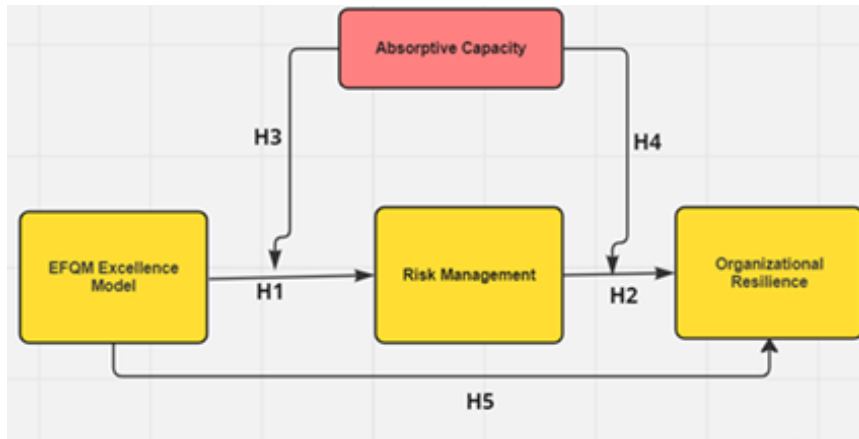 Absorptive Capacity
H3
H4
EFQM Excellence
Model
Risk Management
Organizational
Resilience
H1
H2
H5